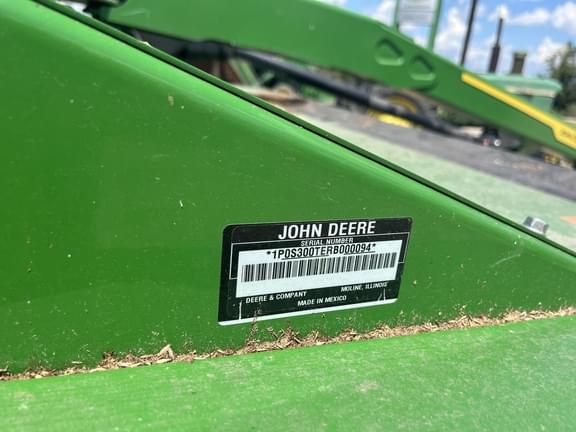 JOHN DEERE
SERIAL NUMBER
*1P0S300TERB000094*
DEERE & COMPANY MOLINE, ILLINOIS
MADE IN MEXICO